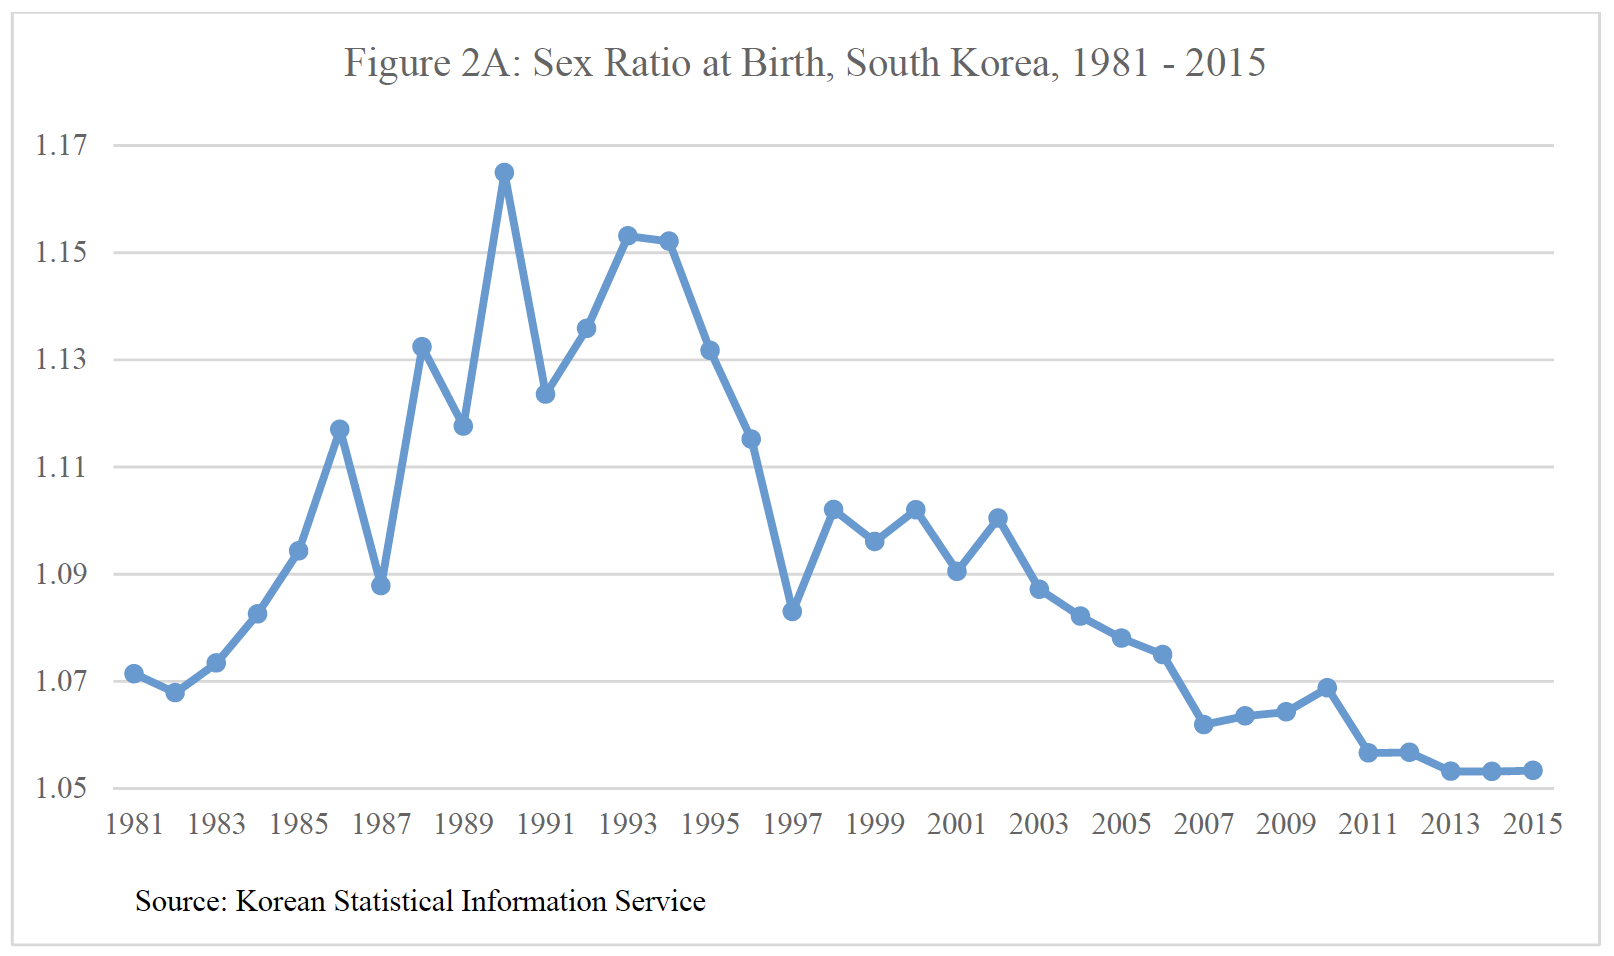 Figure 2A: Sex Ratio at Birth, South Korea, 1981 - 2015
1.17
1.15
1.13
1.11
1.09
1.07
1.05
1981 1983 1985 1987 1989 1991 1993 1995 1997 1999 2001 2003 2005 2007 2009 2011 2013 2015
Source: Korean Statistical Information Service